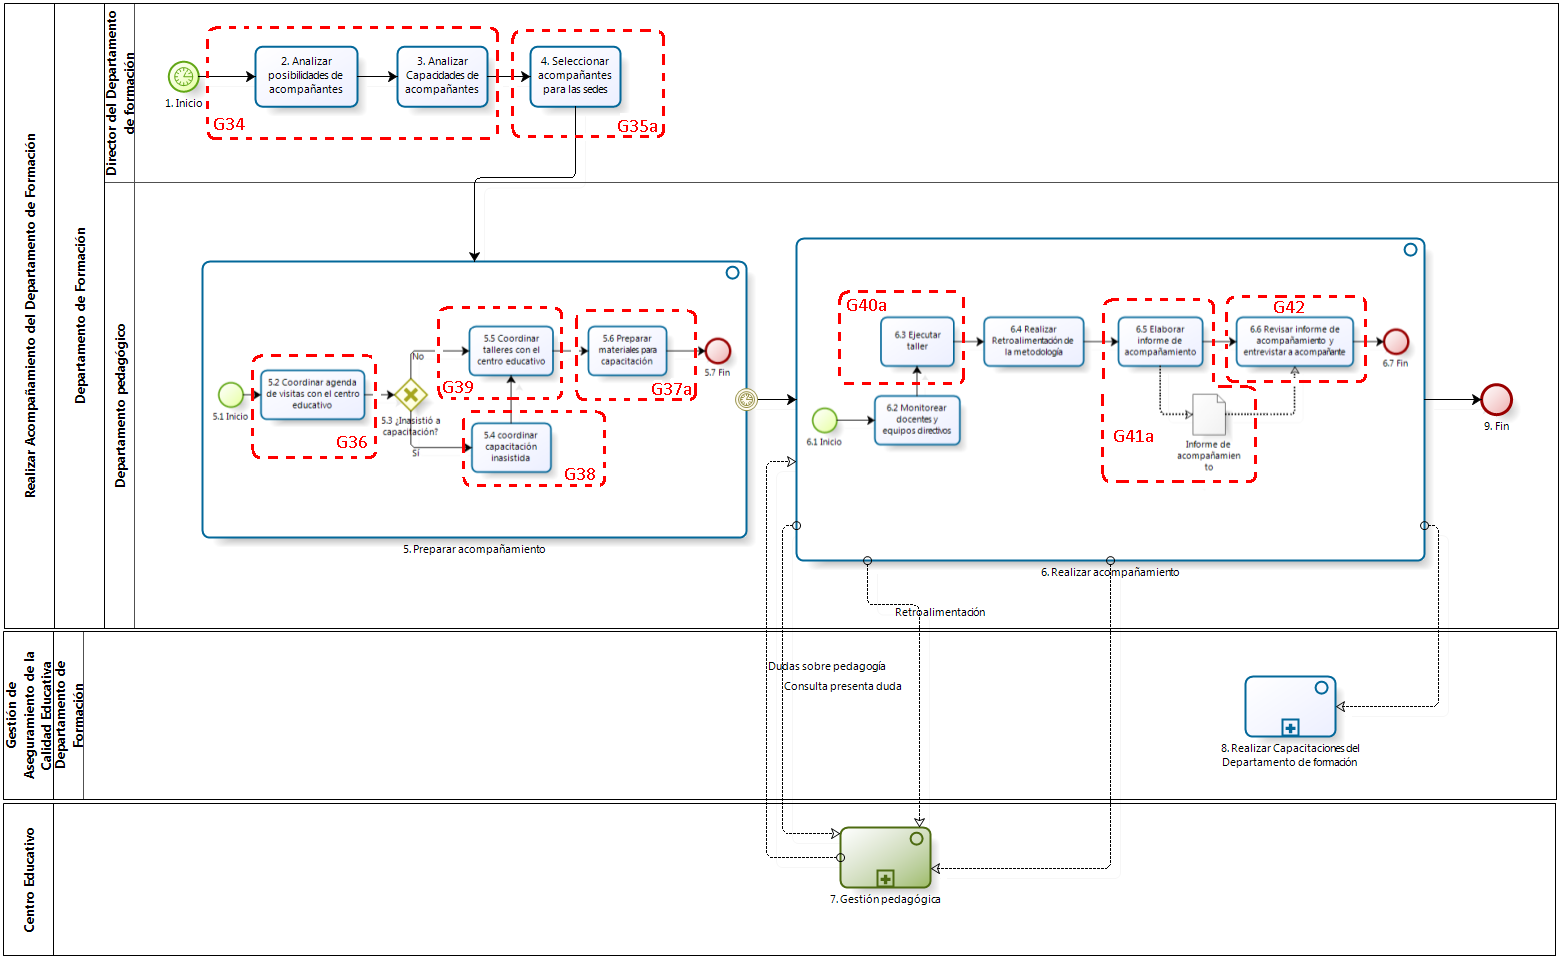 Realizar Acompañamiento del Departamento de Formación
Departamento de Formación
Director del Departamento
de formación
1. Inicio
2. Analizar
posibilidades de
acompañantes
3. Analizar
Capacidades de
acompañantes
G34
4. Seleccionar
acompañantes
para las sedes
G35a
Departamento pedagógico
5.1 Inicio
5.2 Coordinar agenda
de visitas con el centro
educativo
G36
5.3 ¿Inasistió a
capacitación?
No
Sí
5.5 Coordinar
talleres con el
centro educativo
G39
5.4 coordinar
capacitación
inasistida
G38
5.6 Preparar
materiales para
capacitación
G37a
5.7 Fin
5. Preparar acompañamiento
6.1 Inicio
6.2 Monitorear
docentes y
equipos directivos
G40a
6.3 Ejecutar
taller
6.4 Realizar
Retroalimentación de
la metodología
6.5 Elaborar
informe de
acompañamiento
G41a
Informe de
acompañamien
to
G42
6.6 Revisar informe de
acompañamiento y
entrevistar a acompañante
6.7 Fin
6. Realizar acompañamiento
9. Fin
Retroalimentación
Gestión de
Aseguramiento de la
Calidad Educativa
Departamento de
Formación
Dudas sobre pedagogía
Consulta presenta duda
8. Realizar Capacitaciones del
Departamento de formación
Centro Educativo
7. Gestión pedagógica